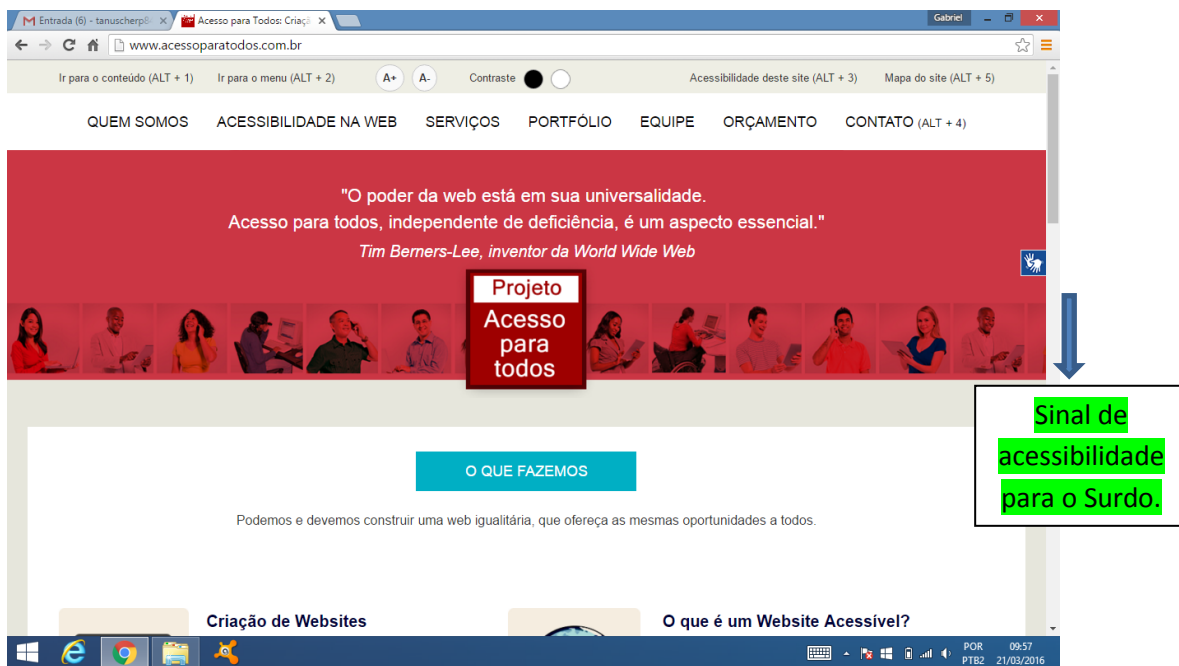 Entrada (6) - tanuscherp8
Acesso para Todos: Criaçã
Gabriel
www.acessoparatodos.com.br
Ir para o conteúdo (ALT + 1) Ir para o menu (ALT + 2) A+ A- Contraste Acessibilidade deste site (ALT + 3) Mapa do site (ALT + 5)
QUEM SOMOS ACESSIBILIDADE NA WEB SERVIÇOS PORTFÓLIO EQUIPE ORÇAMENTO CONTATO (ALT + 4)
"O poder da web está em sua universalidade.
Acesso para todos, independente de deficiência, é um aspecto essencial."
Tim Berners-Lee, inventor da World Wide Web
Projeto
Acesso
para
todos
Sinal de
acessibilidade
para o Surdo.
O QUE FAZEMOS
Podemos e devemos construir uma web igualitária, que ofereça as mesmas oportunidades a todos.
Criação de Websites
O que é um Website Acessível?
POR
PTB2
09:57
21/03/2016